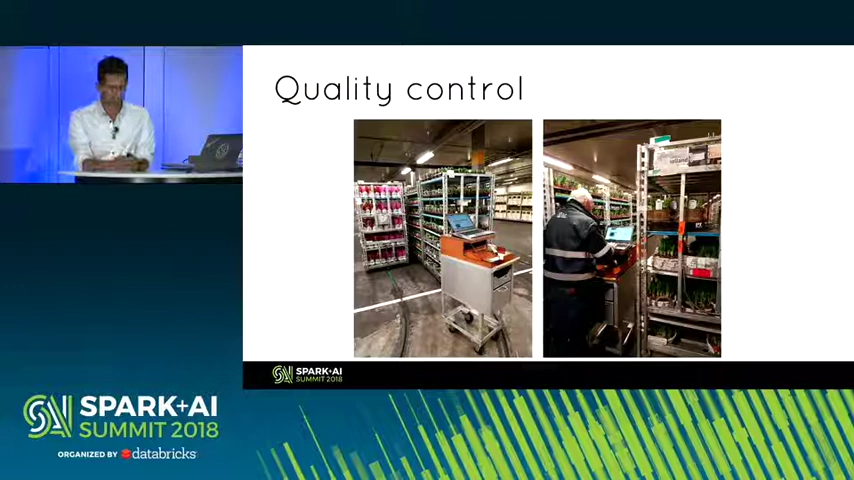 Quality control
SPARK+AI
SUMMIT 2018
SPARK+AI
SUMMIT 2018
ORGANIZED BY databricks